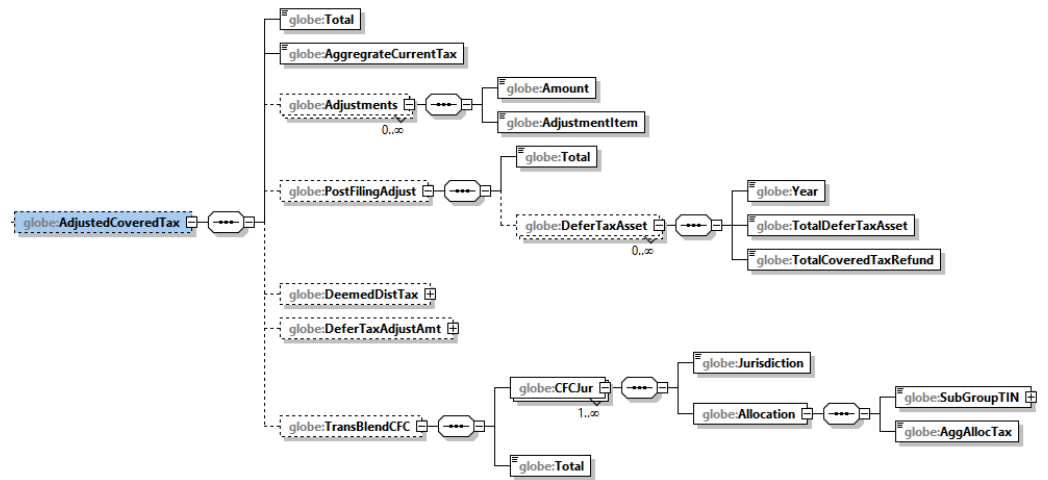 globe:Total
globe:AggregrateCurrentTax
globe:Adjustments
0..∞
globe:Amount
globe:AdjustmentItem
globe:PostFilingAdjust
globe:Total
globe:DeferTaxAsset
0..∞
globe:Year
globe:TotalDeferTaxAsset
globe:TotalCoveredTaxRefund
globe:AdjustedCoveredTax
globe:DeemedDistTax
globe:DeferTaxAdjustAmt
globe:TransBlendCFC
globe:CFCJur
1..∞
globe:Jurisdiction
globe:Allocation
globe:SubGroupTIN
globe:AggAllocTax
globe:Total